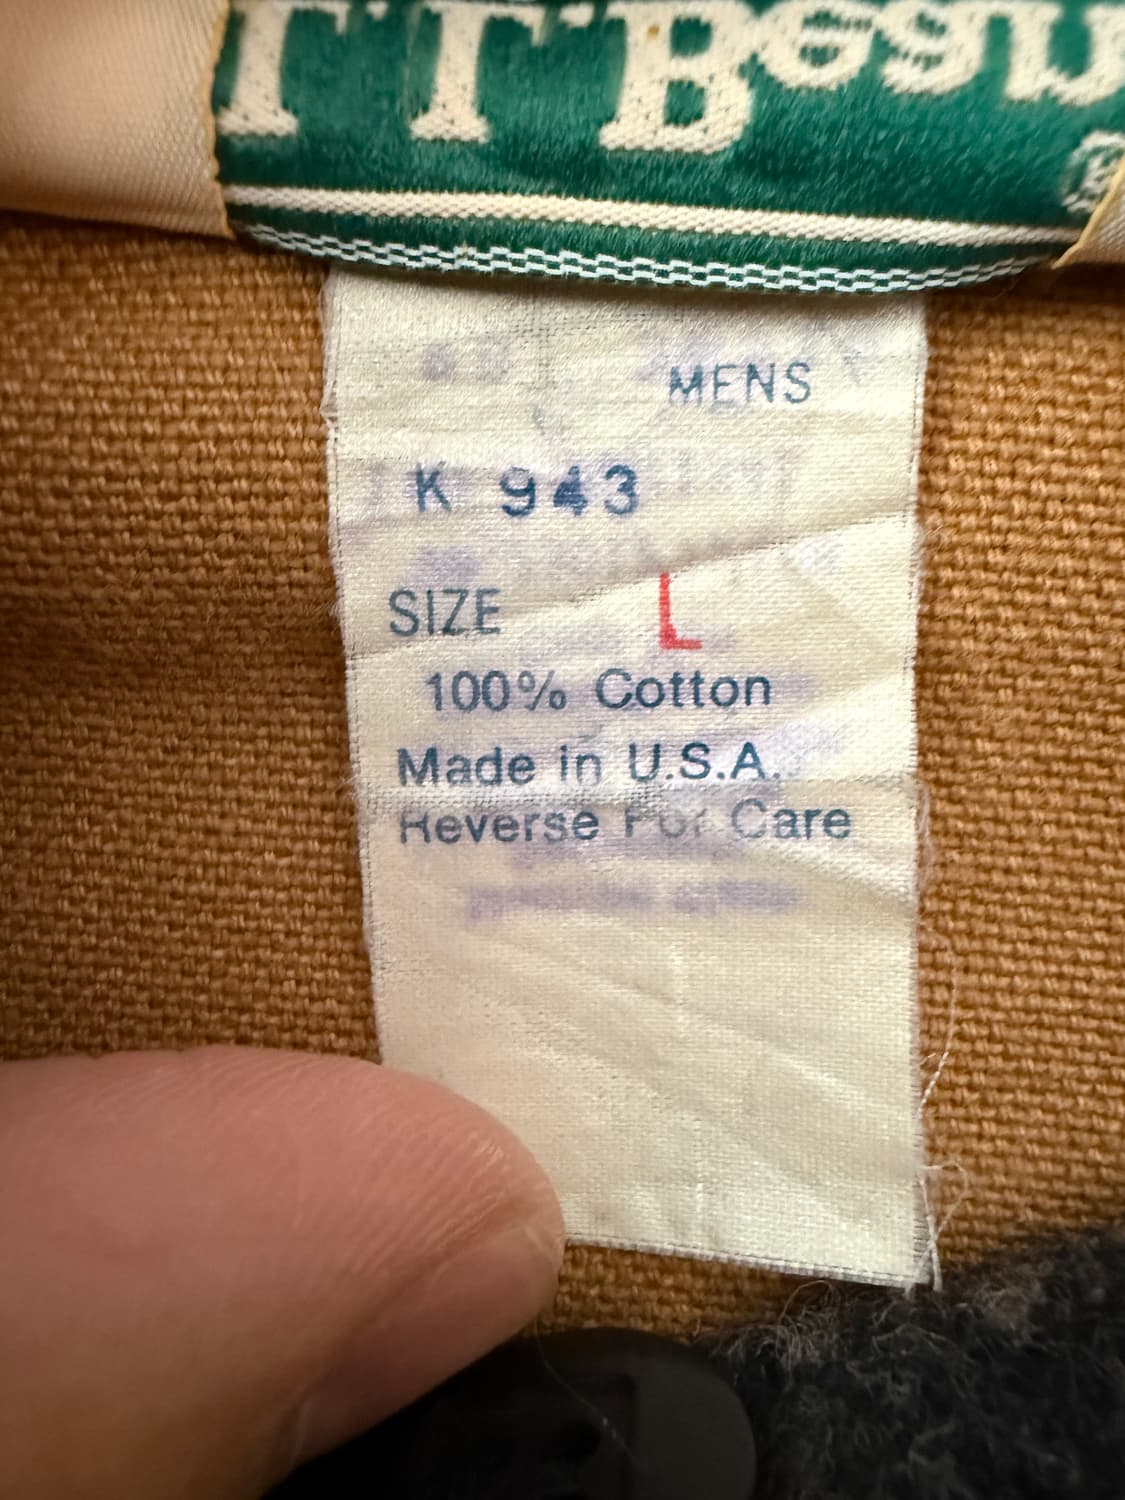 MENS
K 943
SIZE L
100% Cotton
Made in U.S.A.
Reverse For Care